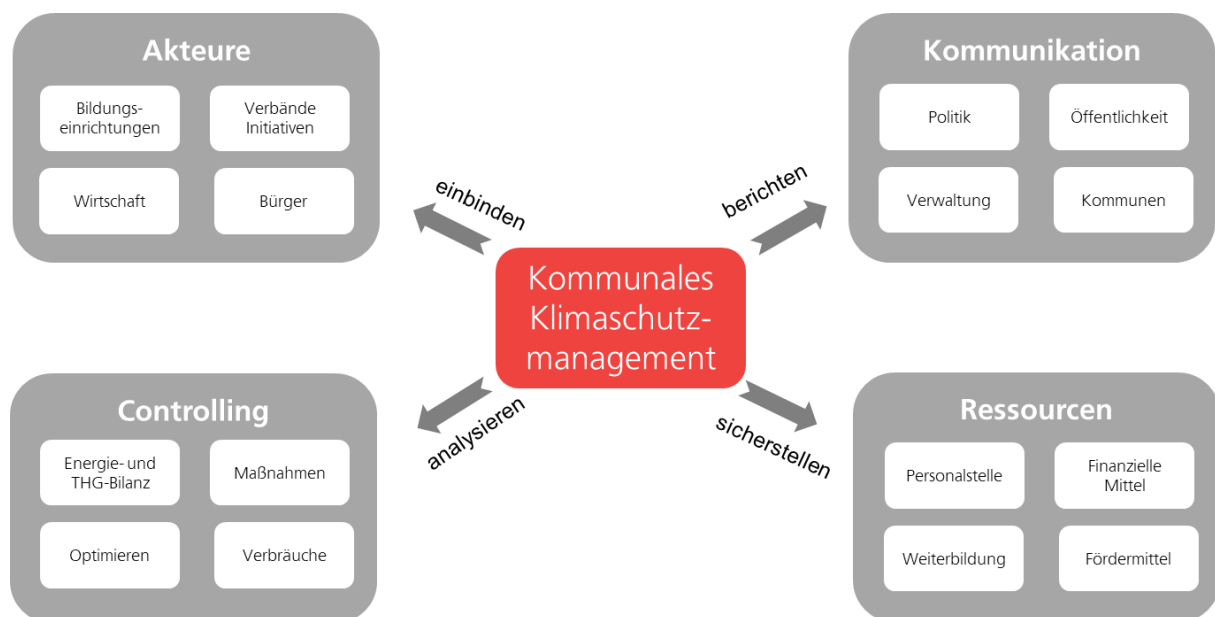 Akteure
Bildungs-
einrichtungen
Verbände
Initiativen
Wirtschaft
Bürger
Kommunikation
Politik
Öffentlichkeit
Verwaltung
Kommunen
einbinden
berichten
Kommunales
Klimaschutz-
management
analysieren
sicherstellen
Controlling
Energie- und
THG-Bilanz
Maßnahmen
Optimieren
Verbräuche
Ressourcen
Personalstelle
Finanzielle
Mittel
Weiterbildung
Fördermittel